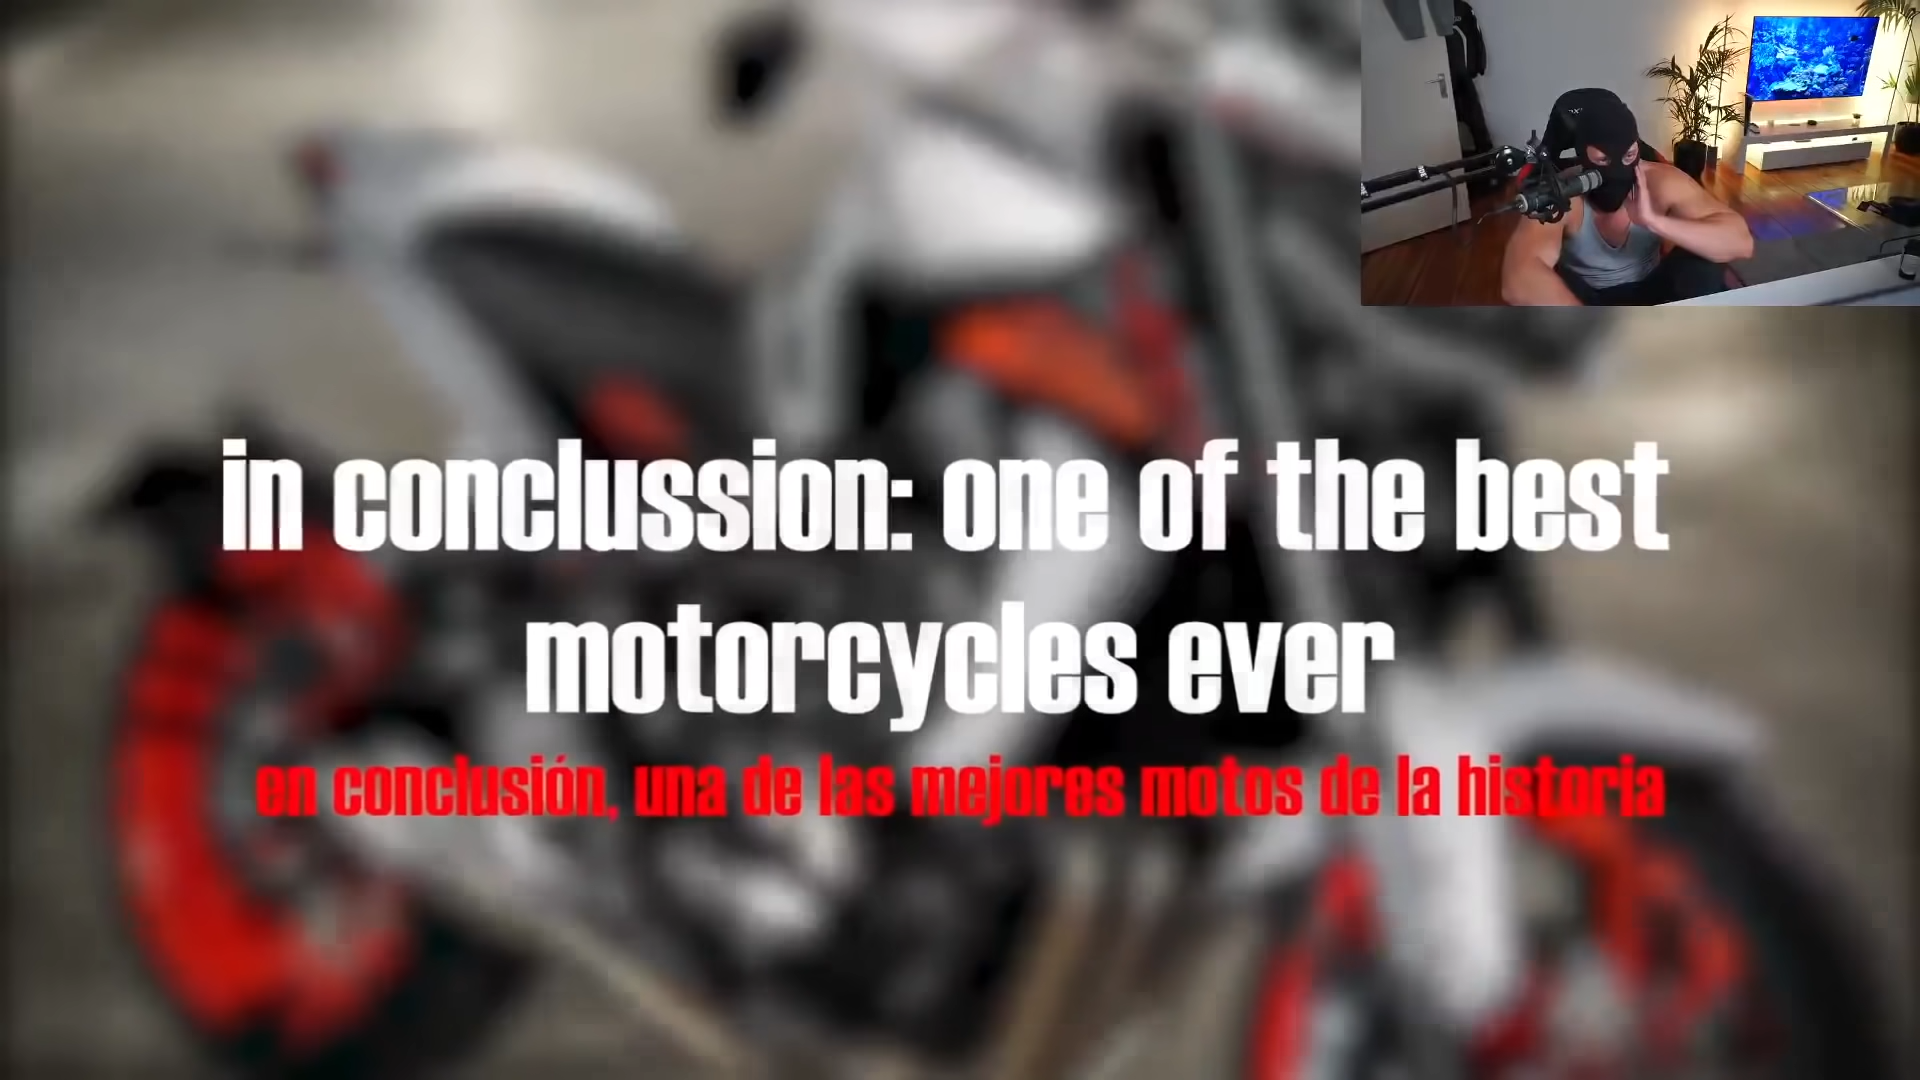 in conclussion: one of the best
motorcycles ever
en conclusión, una de las mejores motos de la historia